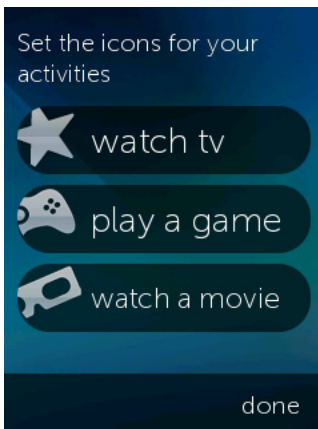 Set the icons for your
activities
watch tv
play a game
watch a movie
done